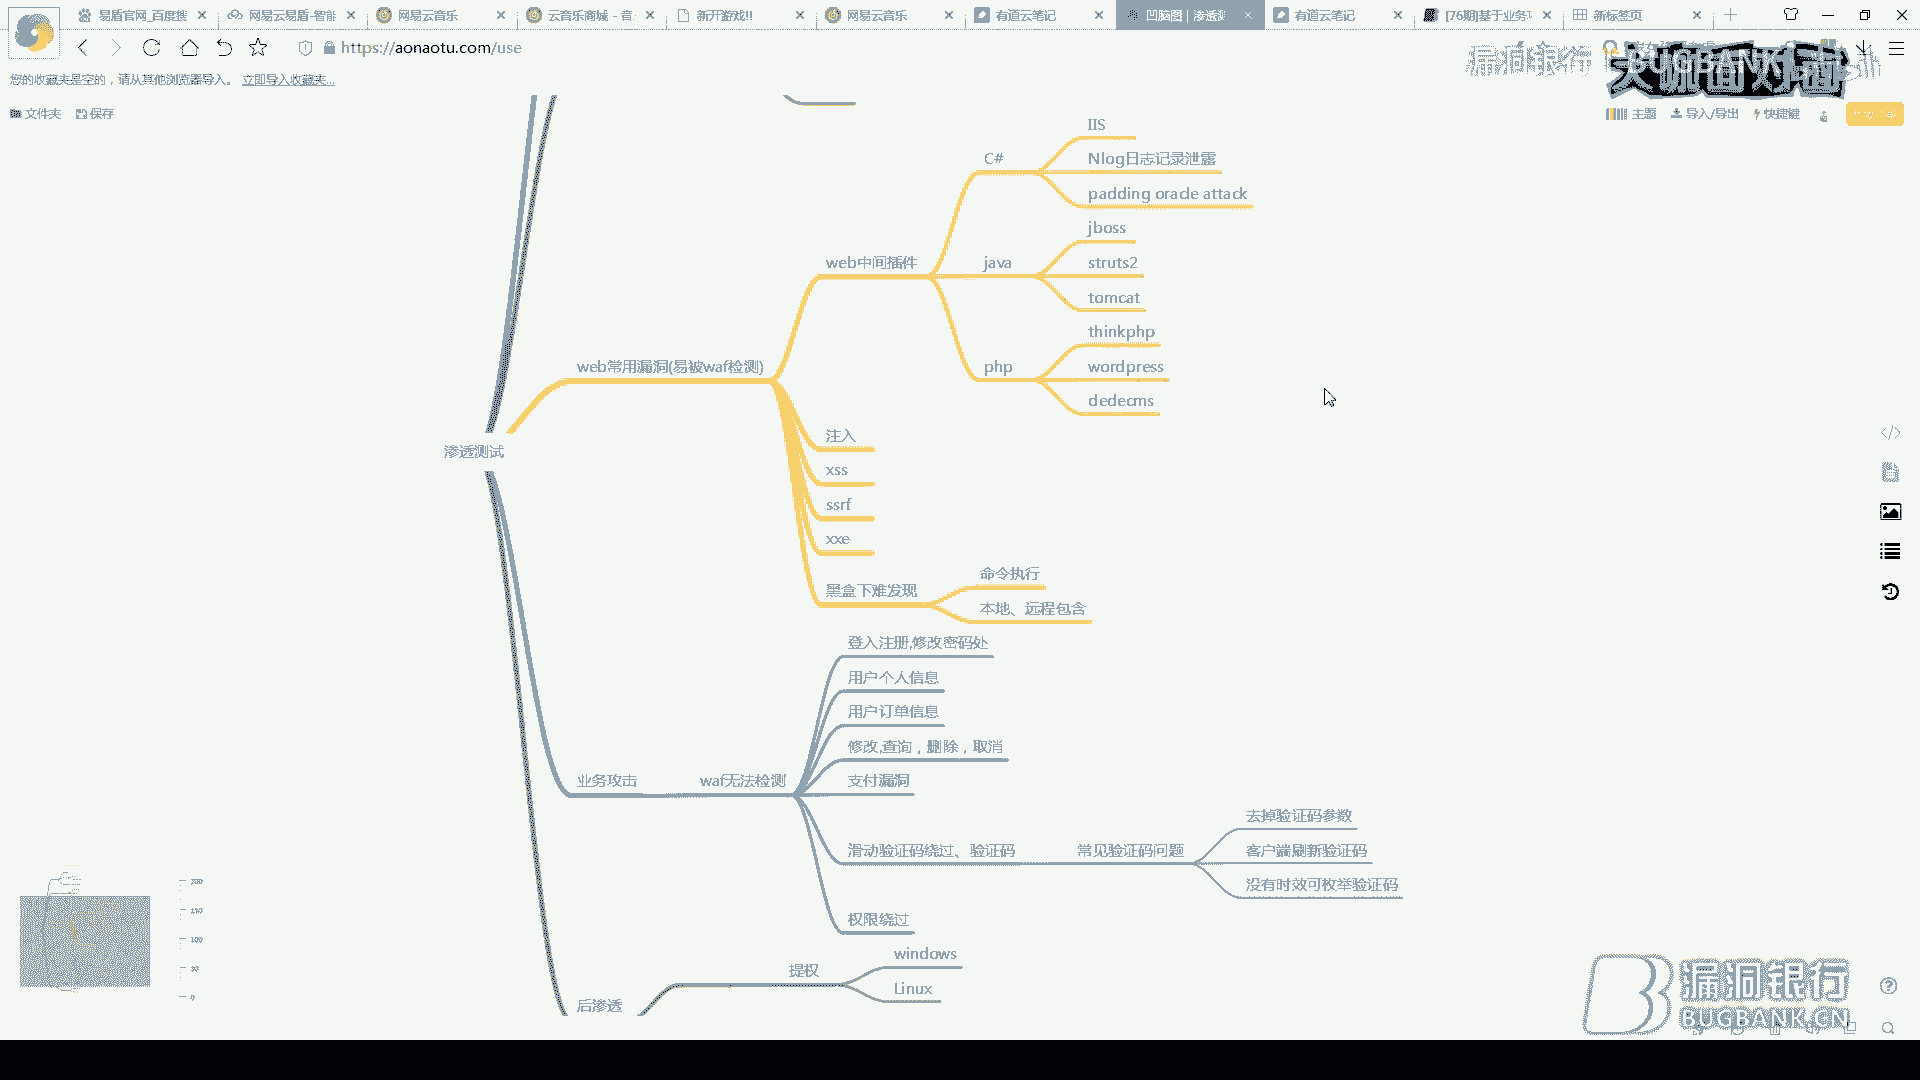 易盾官网_百度搜
网易云易盾-智能
网易云音乐
云音乐商城 - 音
新开游戏!!
网易云音乐
有道云笔记
凹脑图 | 渗透测
有道云笔记
[76期]基于业务
新标签页
https://aonaotu.com/use
漏洞银行
BUGBANK
大咖面对面
您的收藏夹是空的，请从其他浏览器导入。 立即导入收藏夹...
文件夹 保存
主题 导入/导出 快捷键
IIS
C#
Nlog日志记录泄露
padding oracle attack
jboss
web中间插件
java
struts2
tomcat
thinkphp
web常用漏洞(易被waf检测)
php
wordpress
dedecms
注入
渗透测试
xss
ssrf
xxe
命令执行
黑盒下难发现
本地、远程包含
登入注册,修改密码处
用户个人信息
用户订单信息
修改,查询，删除，取消
业务攻击
waf无法检测
支付漏洞
去掉验证码参数
滑动验证码绕过、验证码
常见验证码问题
客户端刷新验证码
没有时效可枚举验证码
权限绕过
windows
提权
Linux
后渗透
200
150
100
50
0
漏洞银行
BUGBANK.CN